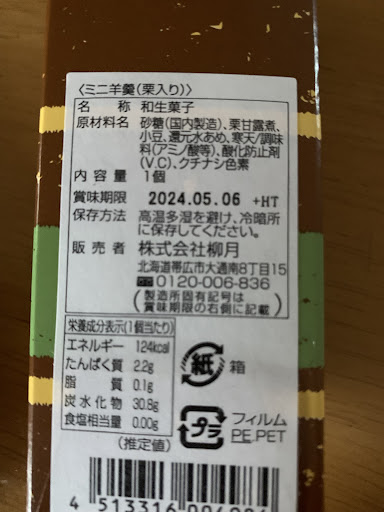 〈ミニ羊羹(栗入り)〉
名称 和生菓子
原材料名 砂糖(国内製造)、栗甘露煮、
小豆、還元水あめ、寒天/調味
料(アミノ酸等)、酸化防止剤
(V.C)、クチナシ色素
内容量 1個
賞味期限 2024.05.06 +HT
保存方法 高温多湿を避け、冷暗所
に保存してください。
販売者 株式会社柳月
北海道帯広市大通南8丁目15
☎0120-006-836
(製造所固有記号は
賞味期限の右側に記載)
栄養成分表示(1個当たり)
エネルギー 124kcal
たんぱく質 2.2g
脂質 0.1g
炭水化物 30.8g
食塩相当量 0.00g
(推定値)
紙 箱
プラ フィルム
PE,PET
4 513316